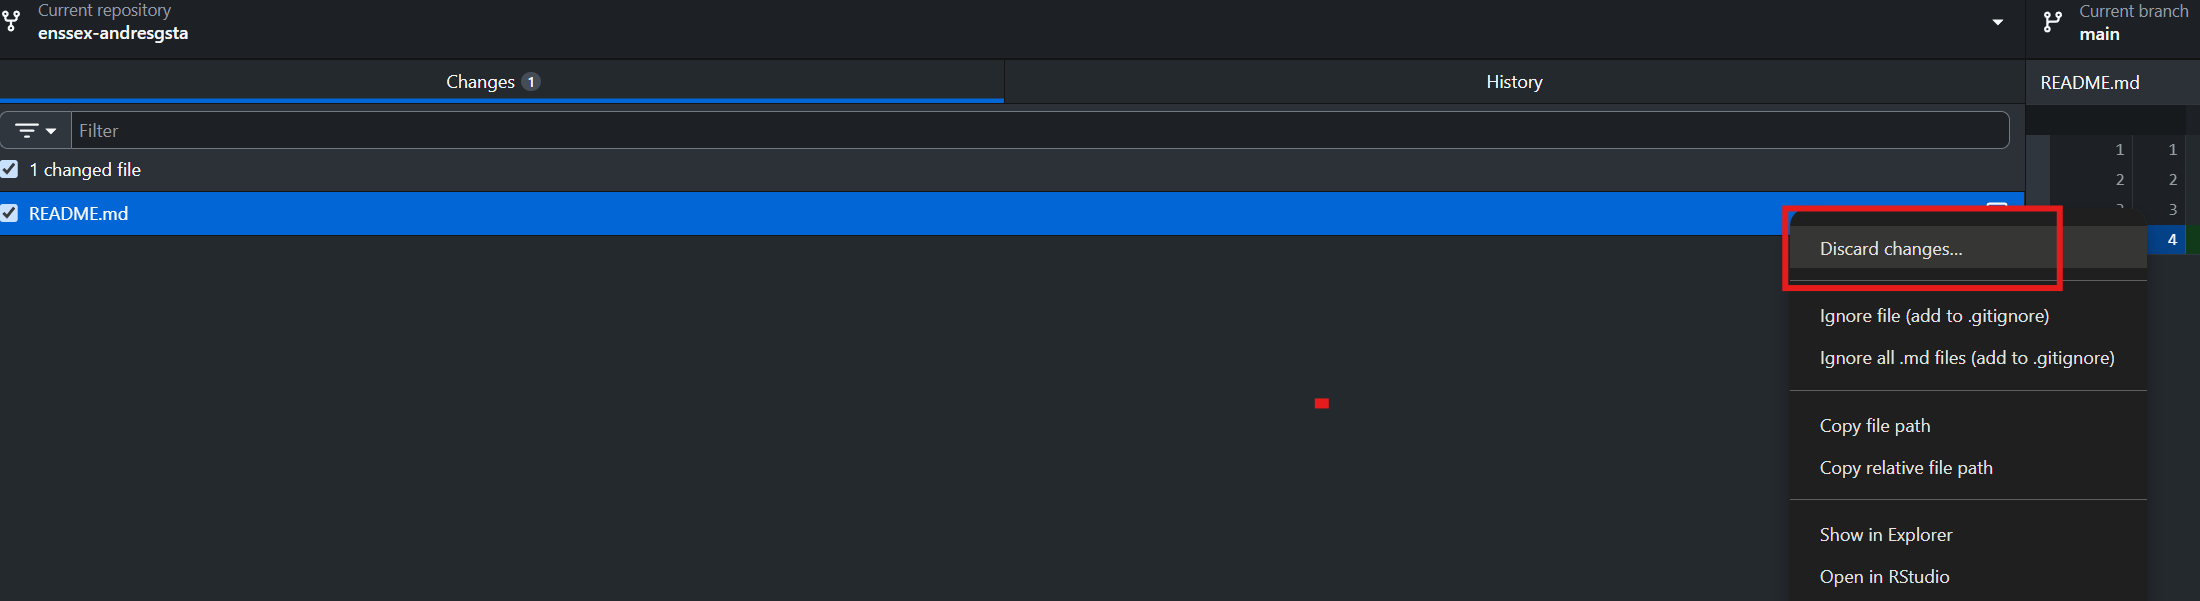 Current repository
enssex-andresgsta
Current branch
main
Changes 1
History
README.md
Filter
1 changed file
README.md
1 1
2 2
3
4
Discard changes...
Ignore file (add to .gitignore)
Ignore all .md files (add to .gitignore)
Copy file path
Copy relative file path
Show in Explorer
Open in RStudio